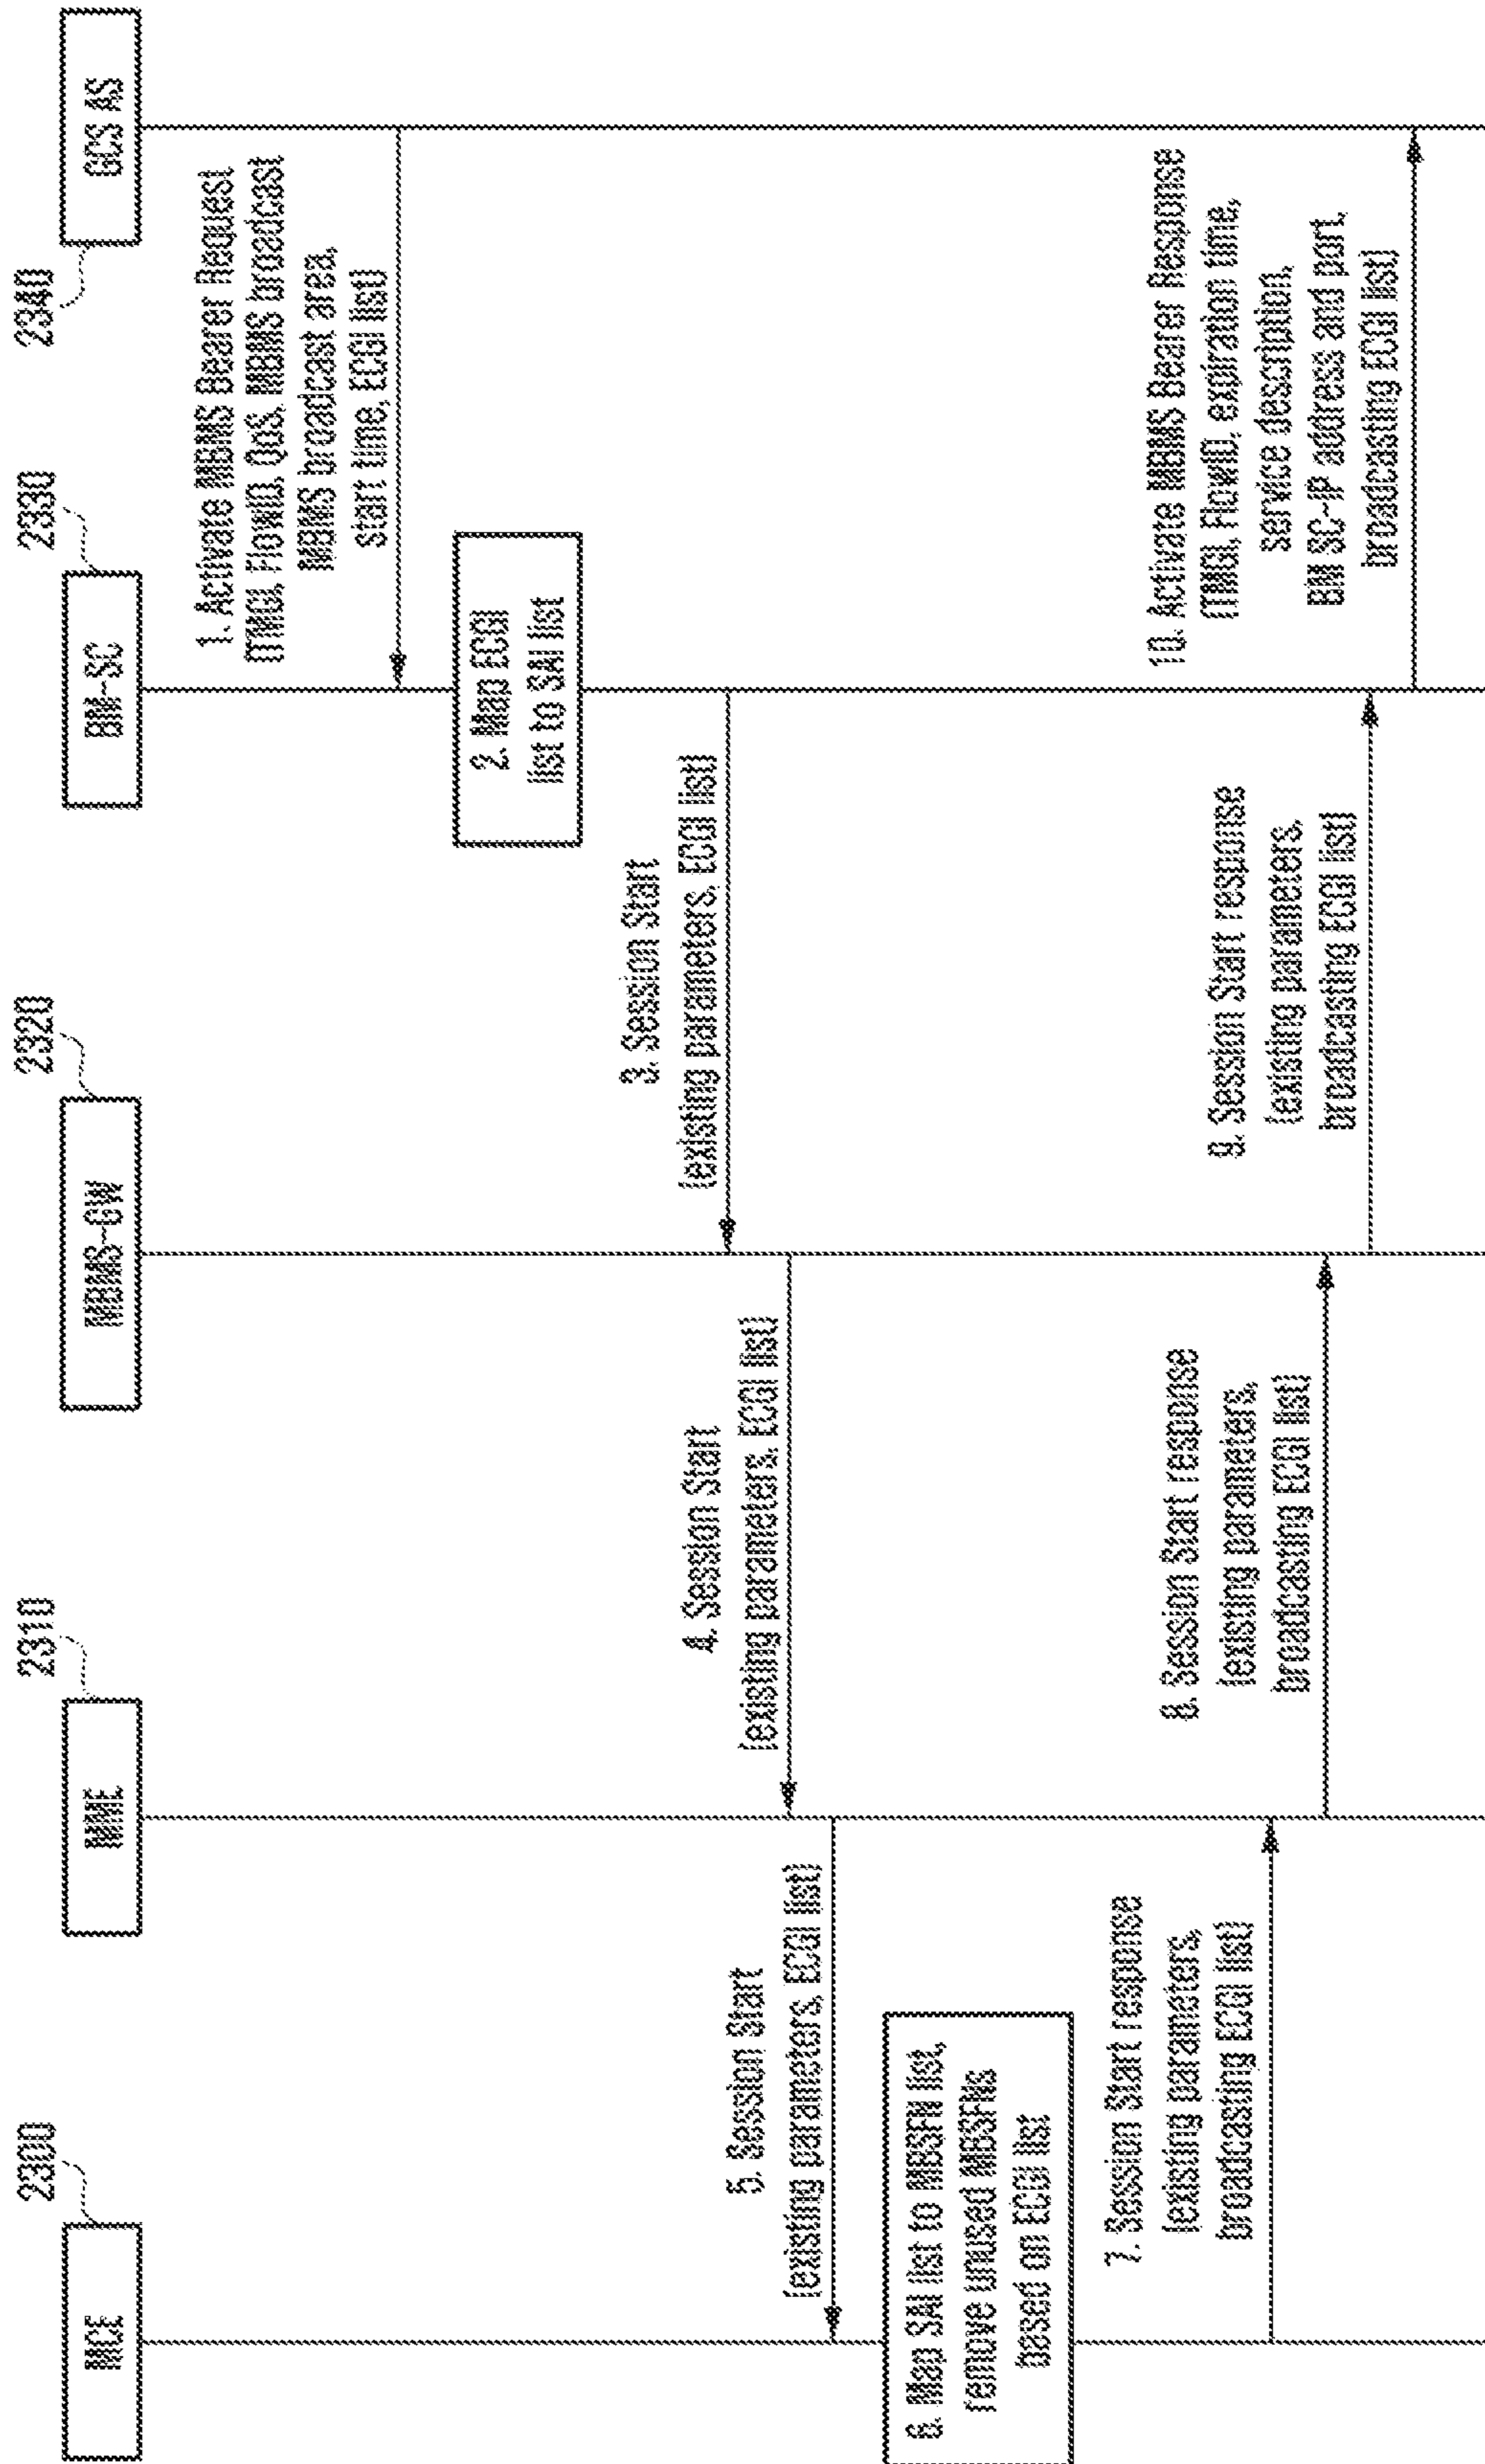 2300
2310
2320
2330
2340
MCE
MME
MBMS-GW
BM-SC
GCS AS
1. Activate MBMS Bearer Request
(TMGI, FlowID, QoS, MBMS broadcast
MBMS broadcast area,
start time, ECGI list)
2. Map ECGI
list to SAI list
3. Session Start
(existing parameters, ECGI list)
4. Session Start
(existing parameters, ECGI list)
5. Session Start
(existing parameters, ECGI list)
6. Map SAI list to MBSFN list,
remove unused MBSFNs
based on ECGI list
7. Session Start response
(existing parameters,
broadcasting ECGI list)
8. Session Start response
(existing parameters,
broadcasting ECGI list)
9. Session Start response
(existing parameters,
broadcasting ECGI list)
10. Activate MBMS Bearer Response
(TMGI, FlowID, expiration time,
service description,
BM SC-IP address and port,
broadcasting ECGI list)